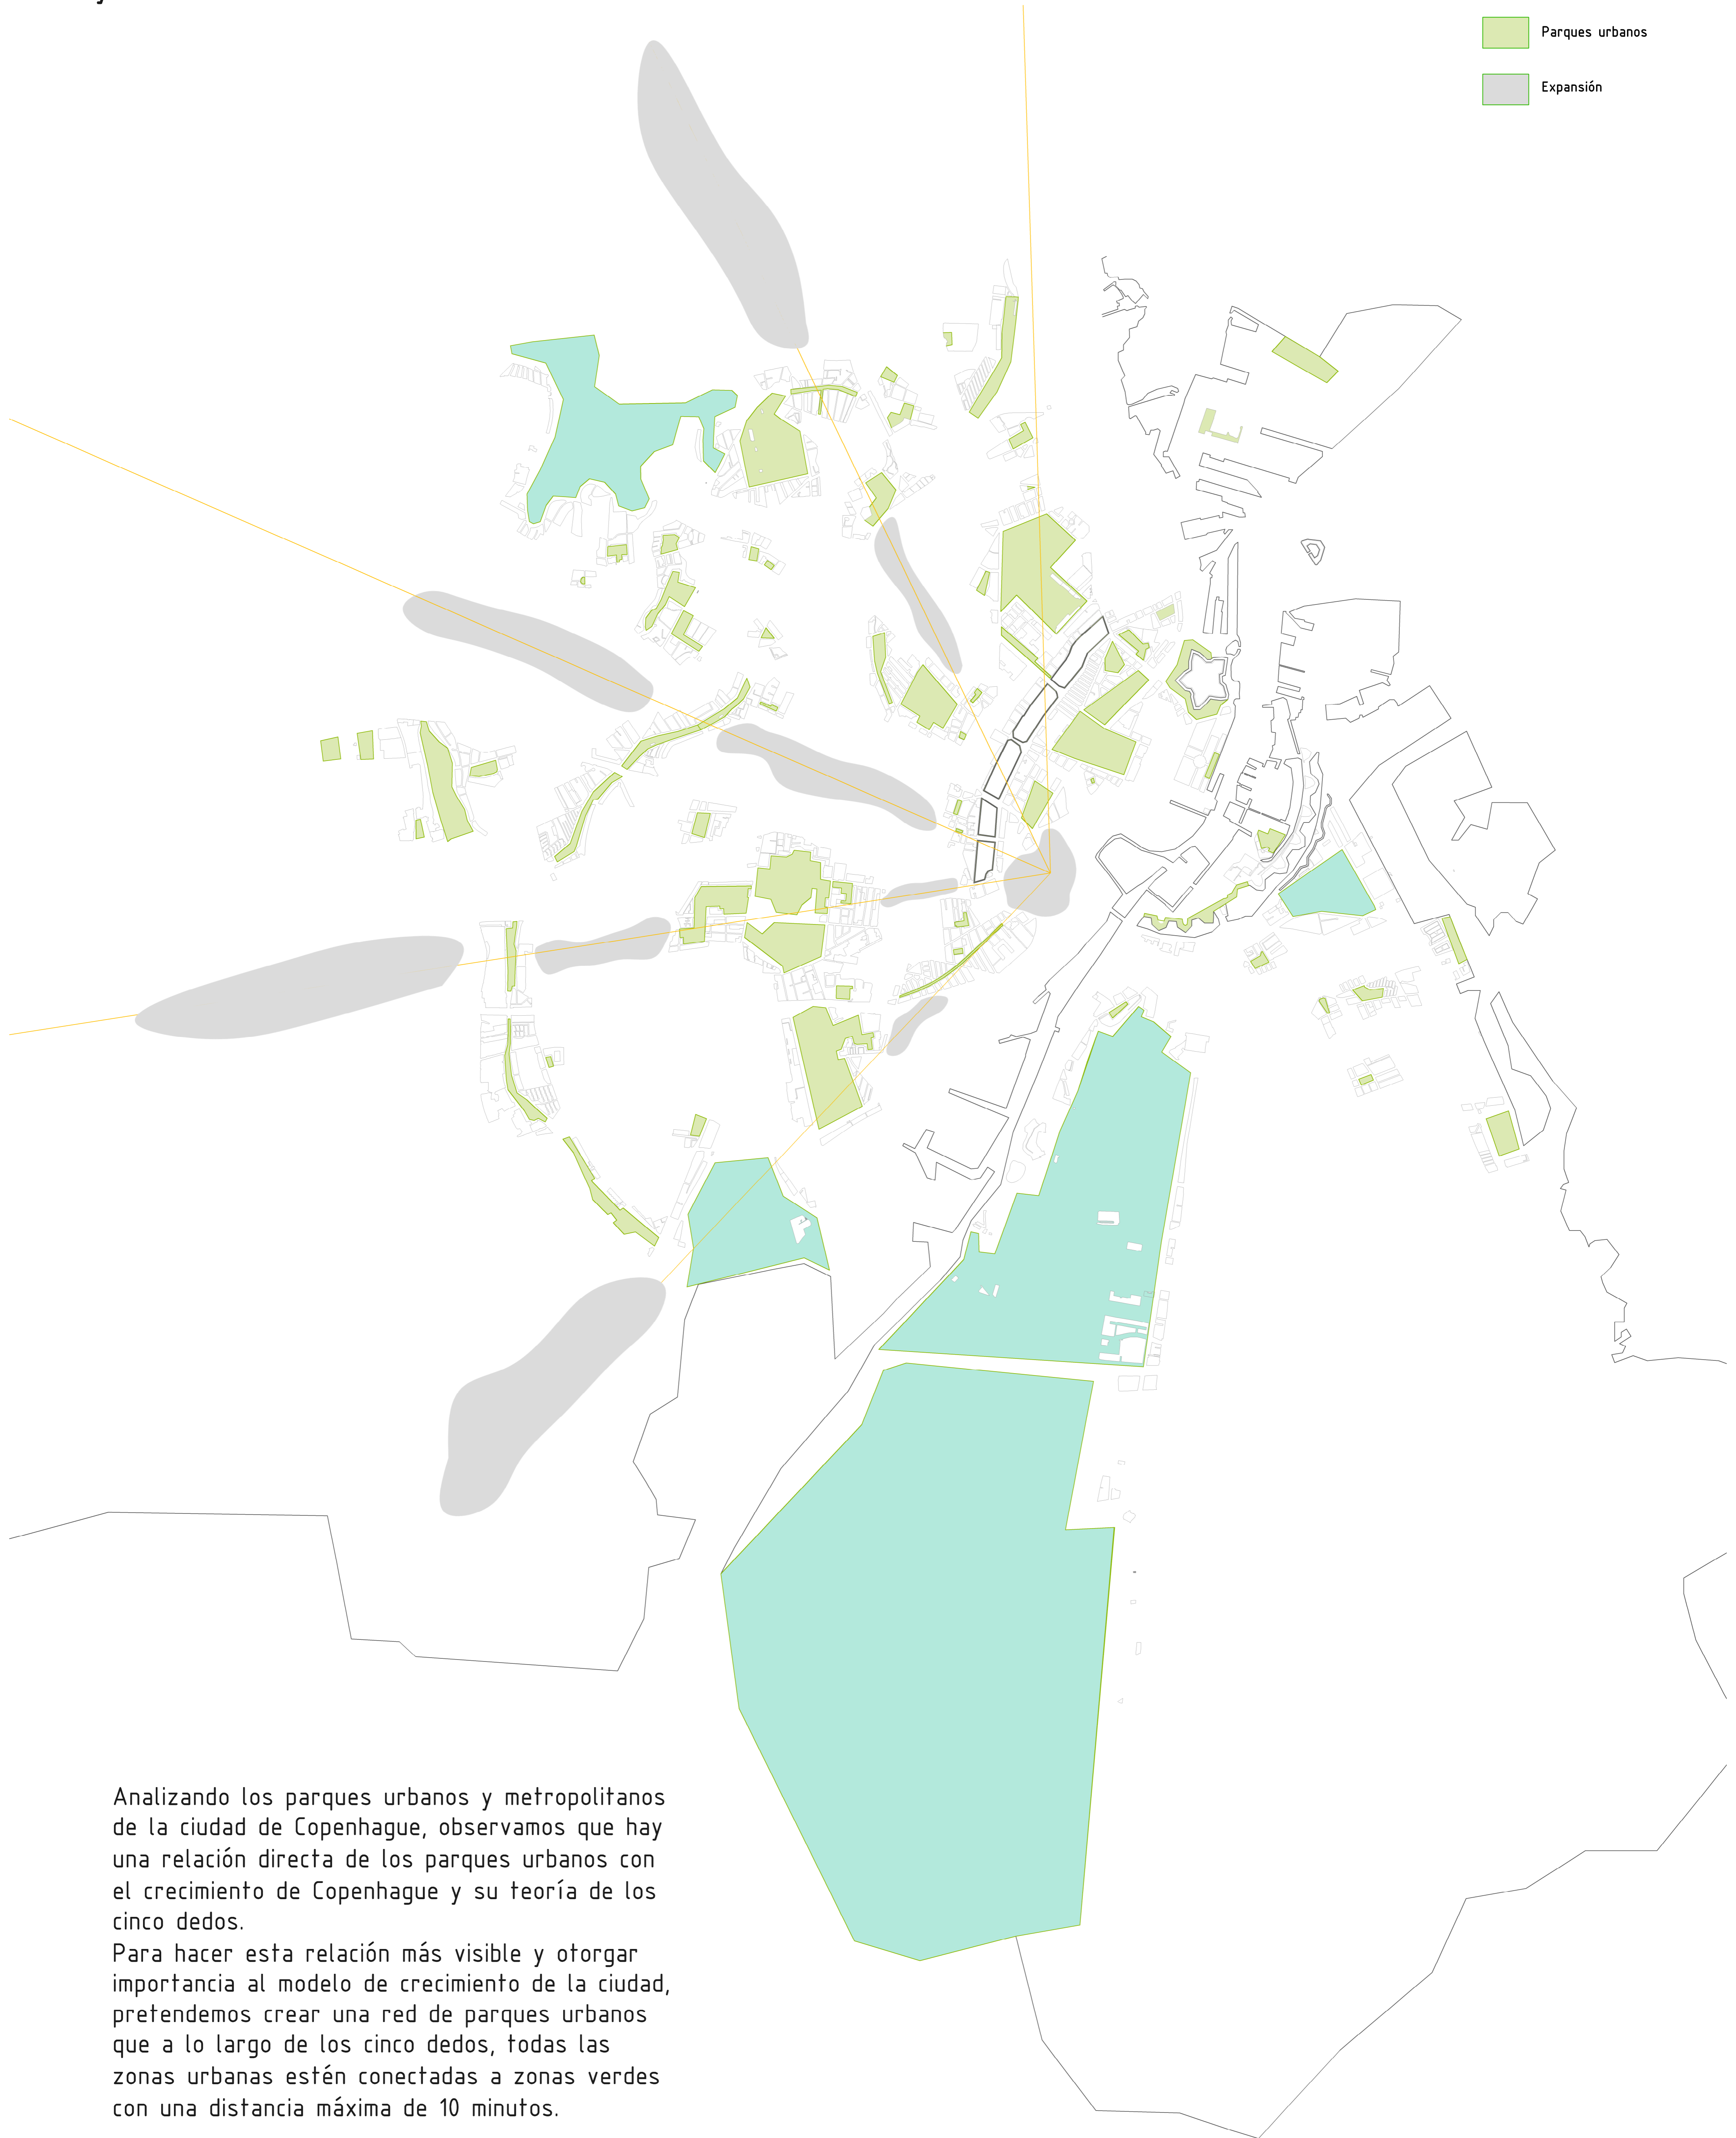 Parques urbanos
Expansión
Analizando los parques urbanos y metropolitanos
de la ciudad de Copenhague, observamos que hay
una relación directa de los parques urbanos con
el crecimiento de Copenhague y su teoría de los
cinco dedos.
Para hacer esta relación más visible y otorgar
importancia al modelo de crecimiento de la ciudad,
pretendemos crear una red de parques urbanos
que a lo largo de los cinco dedos, todas las
zonas urbanas estén conectadas a zonas verdes
con una distancia máxima de 10 minutos.